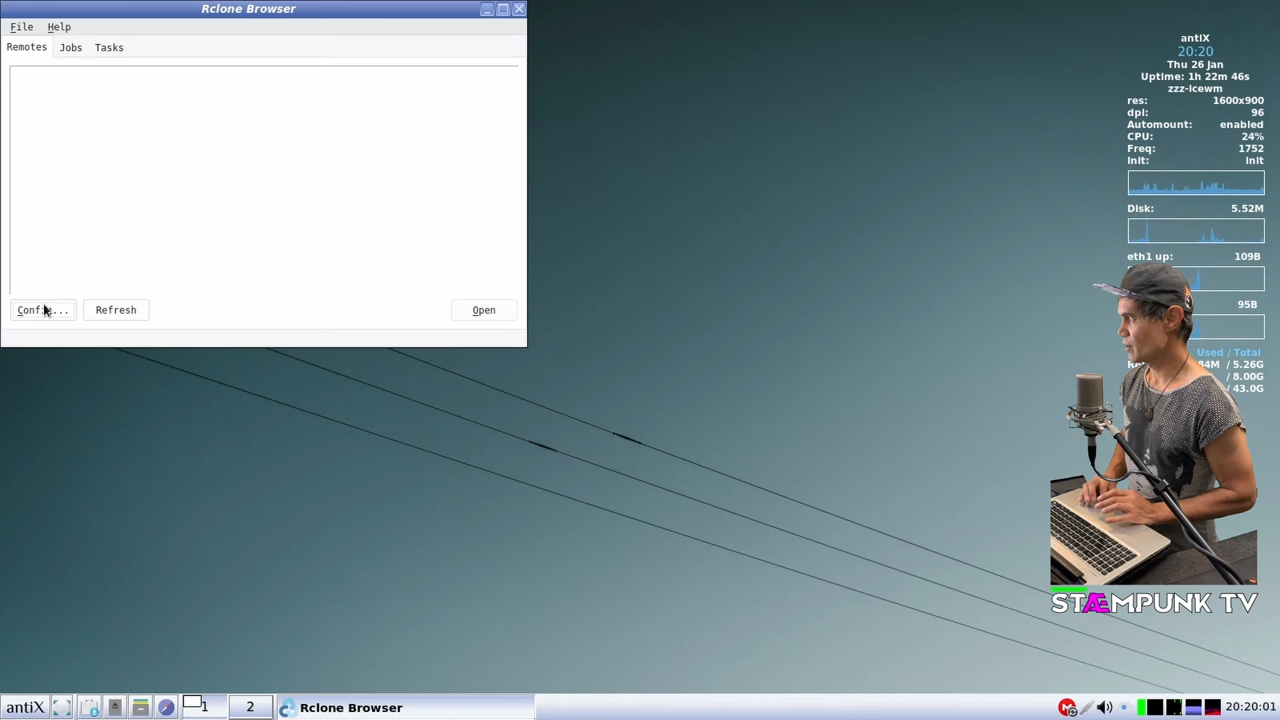 Rclone Browser
File Help
Remotes Jobs Tasks
Refresh
Open
antiX
20:20
Thu 26 Jan
Uptime: 1h 22m 46s
zzz-icewm
res: 1600x900
dpi: 96
Automount: enabled
CPU: 24%
Freq: 1752
Init: init
Disk: 5.52M
eth1 up: 109B
95B
Used / Total
/ 5.26G
/ 8.00G
/ 43.0G
STÆMPUNK TV
antiX 1 2 Rclone Browser 20:20:01